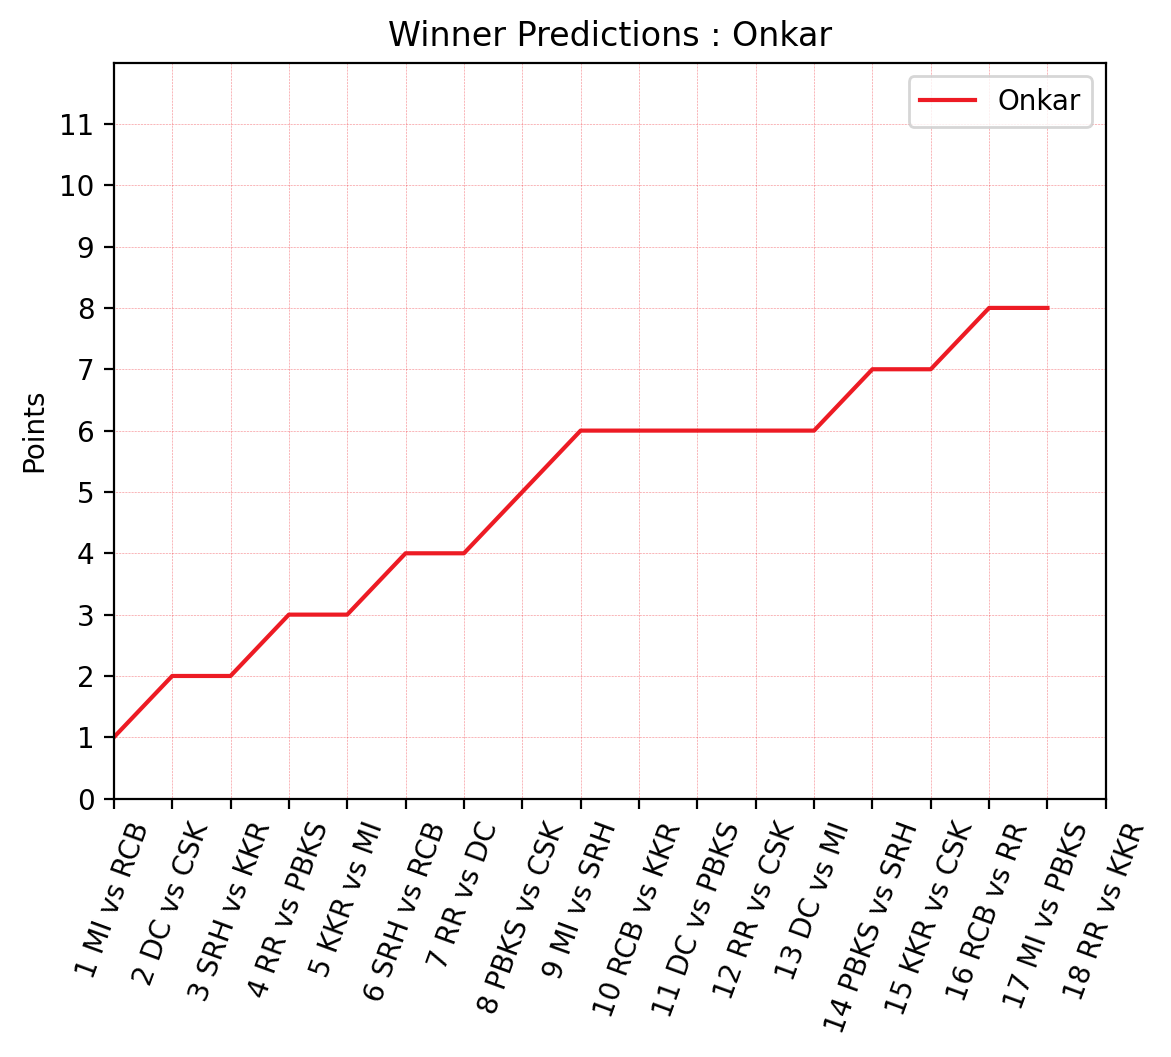 Winner Predictions : Onkar
Onkar
Points
11
10
9
8
7
6
5
4
3
2
1
0
1 MI vs RCB
2 DC vs CSK
3 SRH vs KKR
4 RR vs PBKS
5 KKR vs MI
6 SRH vs RCB
7 RR vs DC
8 PBKS vs CSK
9 MI vs SRH
10 RCB vs KKR
11 DC vs PBKS
12 RR vs CSK
13 DC vs MI
14 PBKS vs SRH
15 KKR vs CSK
16 RCB vs RR
17 MI vs PBKS
18 RR vs KKR